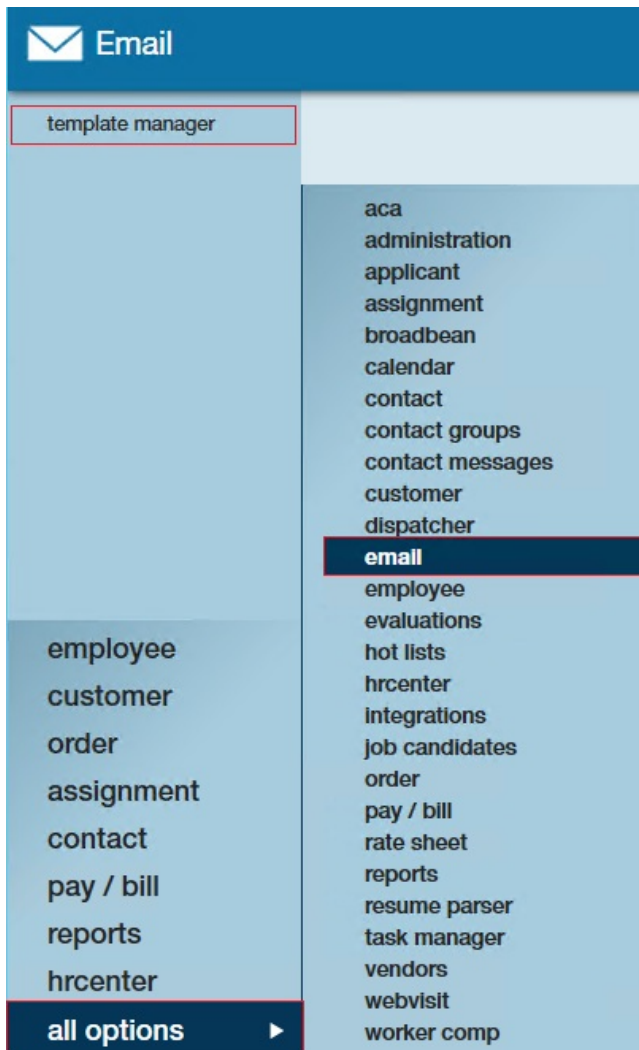 Email
template manager
aca
administration
applicant
assignment
broadbean
calendar
contact
contact groups
contact messages
customer
dispatcher
email
employee
evaluations
hot lists
hrcenter
integrations
job candidates
order
pay / bill
rate sheet
reports
resume parser
task manager
vendors
webvisit
worker comp
employee
customer
order
assignment
contact
pay / bill
reports
hrcenter
all options